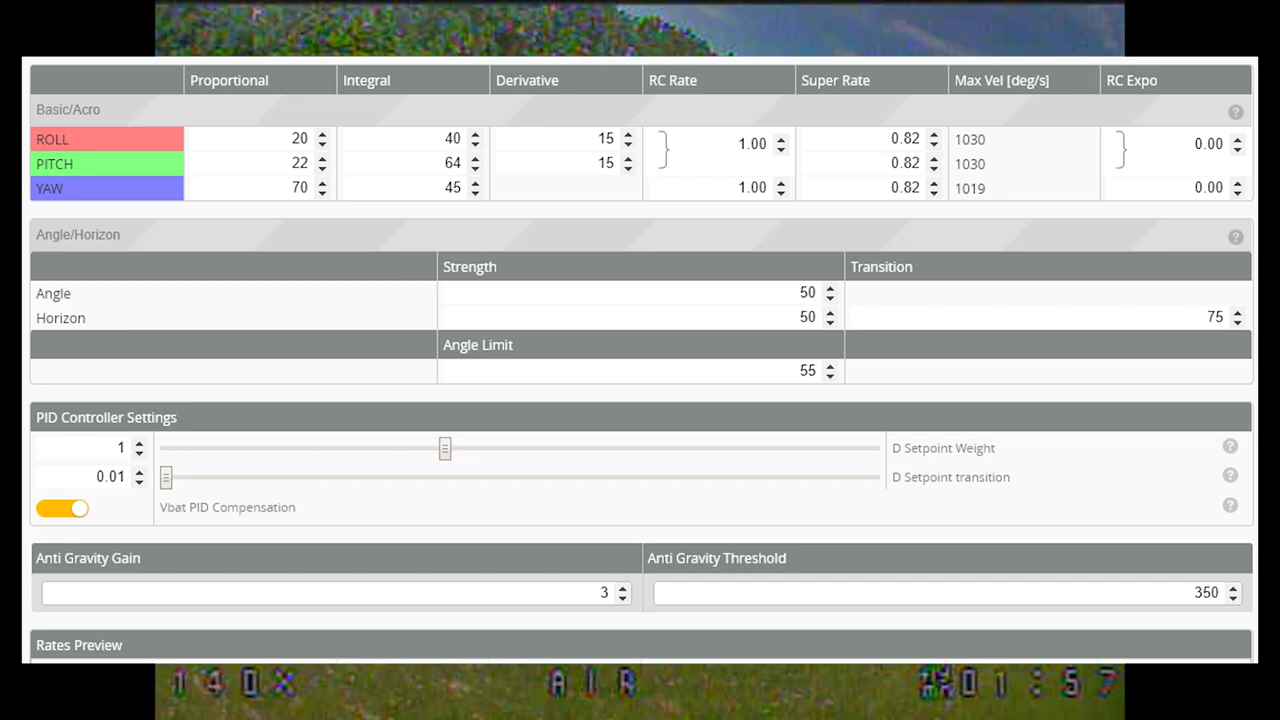 Proportional Integral Derivative RC Rate Super Rate Max Vel [deg/s] RC Expo
Basic/Acro
ROLL 20 40 15 1.00 0.82 1030 0.00
PITCH 22 64 15 0.82 1030
YAW 70 45 1.00 0.82 1019 0.00
Angle/Horizon
Strength Transition
Angle 50
Horizon 50 75
Angle Limit
55
PID Controller Settings
1 D Setpoint Weight
0.01 D Setpoint transition
Vbat PID Compensation
Anti Gravity Gain Anti Gravity Threshold
3 350
Rates Preview
140X AIR 01:57